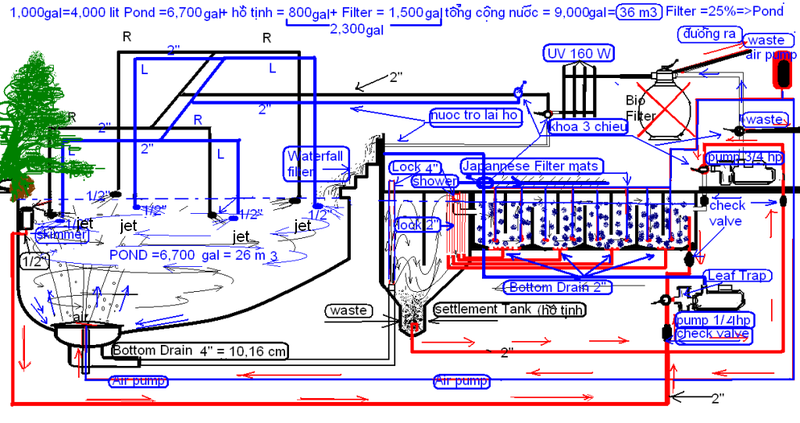 1,000gal=4,000 lit Pond =6,700gal+ hồ tịnh = 800gal+ Filter = 1,500gal tổng cộng nước = 9,000gal= 36 m3 Filter =25%=>Pond
2,300gal
đường ra
waste
air pump
R
R
2"
L
L
UV 160 W
2"
2"
Bio
Filter
nuoc tro lai ho
khoa 3 chieu
waste
R
R
2"
L
L
Waterfall
filter
Lock 4"
Japanese Filter mats
pump 3/4 hp
shower
1/2"
1/2"
1/2"
1/2"
1/2"
jet
jet
jet
jet
skimmer
lock 2"
check
valve
POND =6,700 gal = 26 m 3
1/2"
Bottom Drain 2"
Leaf Trap
air
waste
settlement Tank (hồ tịnh)
pump 1/4hp
check valve
Bottom Drain 4" = 10,16 cm
2"
Air pump
Air pump
2"